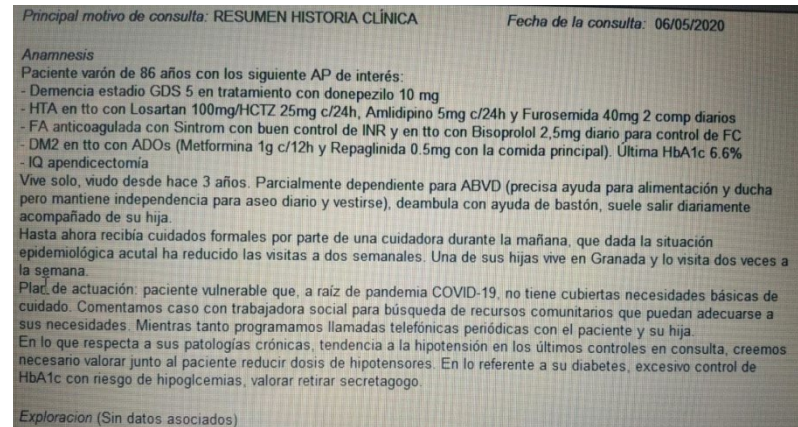 Principal motivo de consulta: RESUMEN HISTORIA CLÍNICA Fecha de la consulta: 06/05/2020
Anamnesis
Paciente varón de 86 años con los siguiente AP de interés:
- Demencia estadio GDS 5 en tratamiento con donepezilo 10 mg
- HTA en tto con Losartan 100mg/HCTZ 25mg c/24h, Amlidipino 5mg c/24h y Furosemida 40mg 2 comp diarios
- FA anticoagulada con Sintrom con buen control de INR y en tto con Bisoprolol 2,5mg diario para control de FC
- DM2 en tto con ADOs (Metformina 1g c/12h y Repaglinida 0.5mg con la comida principal). Última HbA1c 6.6%
- IQ apendicectomía
Vive solo, viudo desde hace 3 años. Parcialmente dependiente para ABVD (precisa ayuda para alimentación y ducha
pero mantiene independencia para aseo diario y vestirse), deambula con ayuda de bastón, suele salir diariamente
acompañado de su hija.
Hasta ahora recibía cuidados formales por parte de una cuidadora durante la mañana, que dada la situación
epidemiológica acutal ha reducido las visitas a dos semanales. Una de sus hijas vive en Granada y lo visita dos veces a
la semana.
Plan de actuación: paciente vulnerable que, a raíz de pandemia COVID-19, no tiene cubiertas necesidades básicas de
cuidado. Comentamos caso con trabajadora social para búsqueda de recursos comunitarios que puedan adecuarse a
sus necesidades. Mientras tanto programamos llamadas telefónicas periódicas con el paciente y su hija.
En lo que respecta a sus patologías crónicas, tendencia a la hipotensión en los últimos controles en consulta, creemos
necesario valorar junto al paciente reducir dosis de hipotensores. En lo referente a su diabetes, excesivo control de
HbA1c con riesgo de hipoglcemias, valorar retirar secretagogo.
Exploracion (Sin datos asociados)